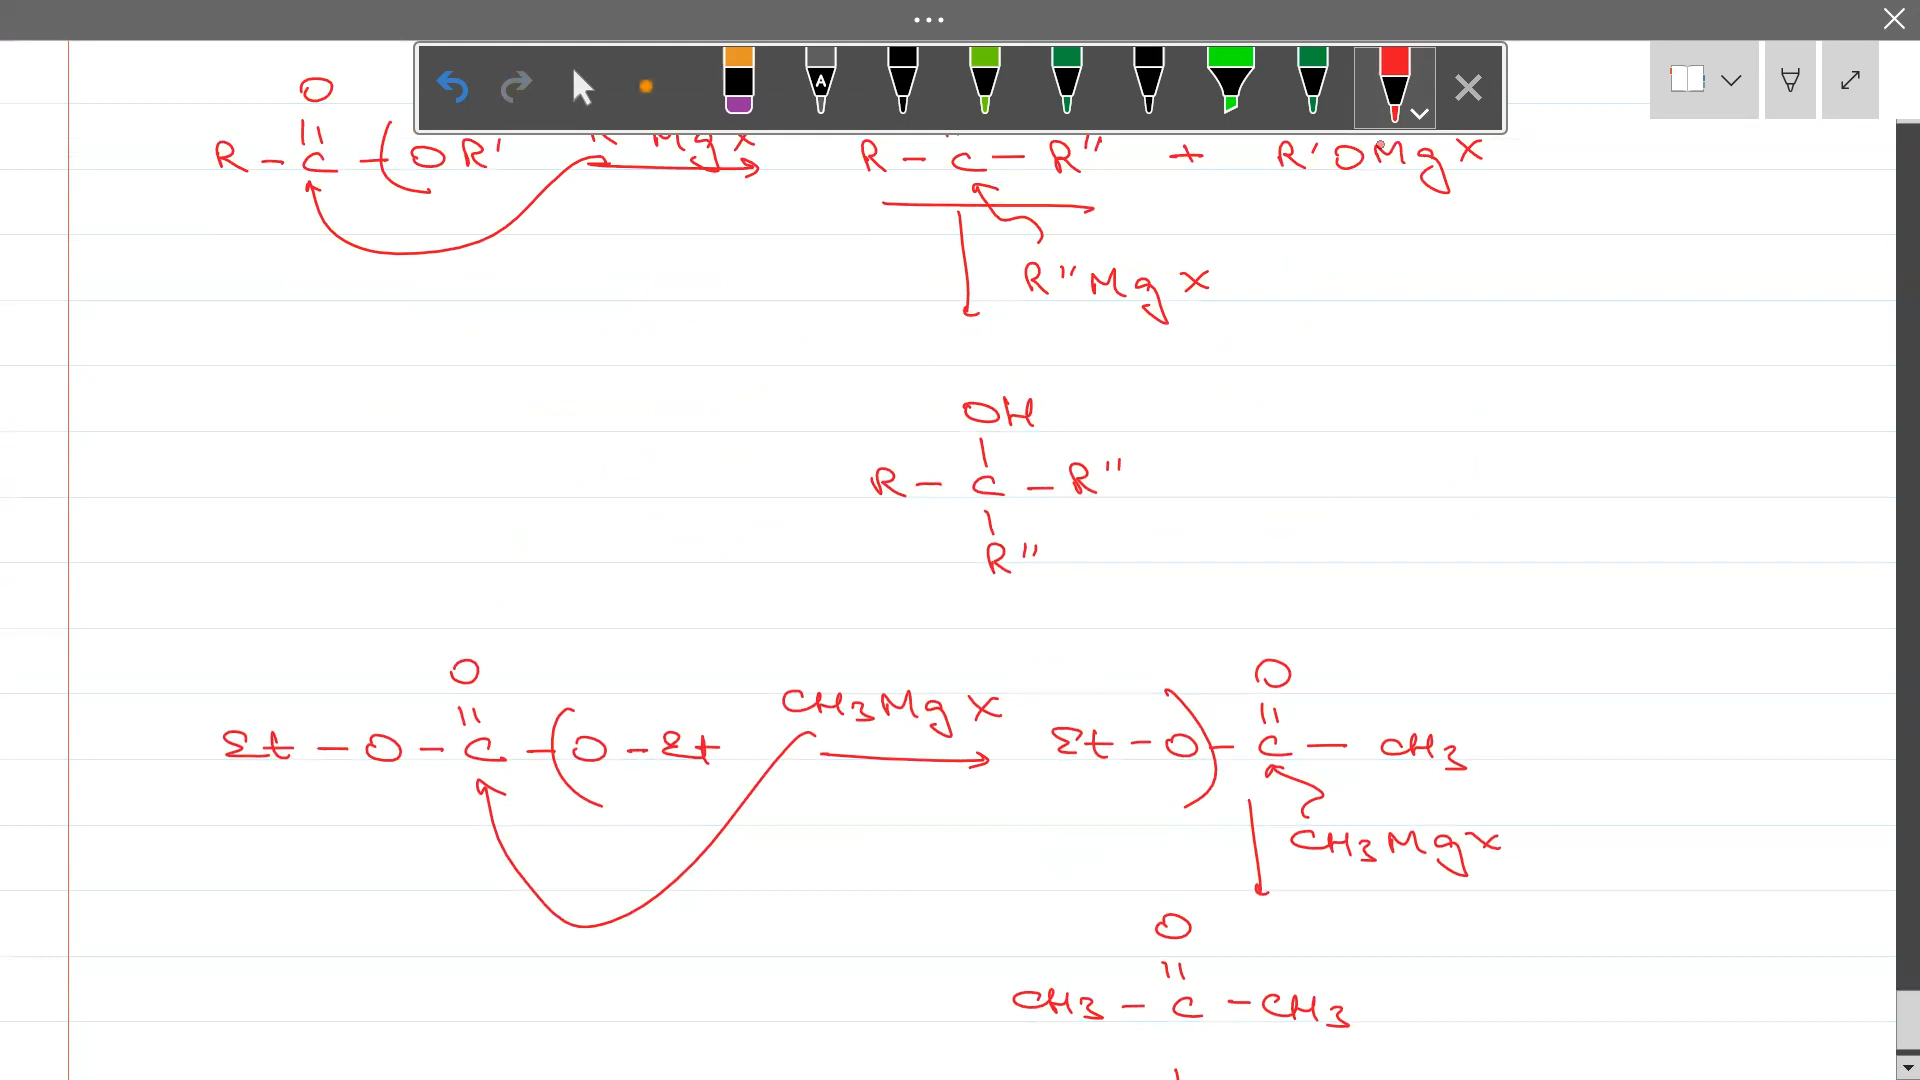 O
||
R - C - OR' R"MgX → R - C - R" + R'OMgX
R"MgX
OH
|
R - C - R"
|
R"
O
||
Et - O - C - O - Et CH3MgX → Et - O - C - CH3
O
||
CH3MgX
O
||
CH3 - C - CH3